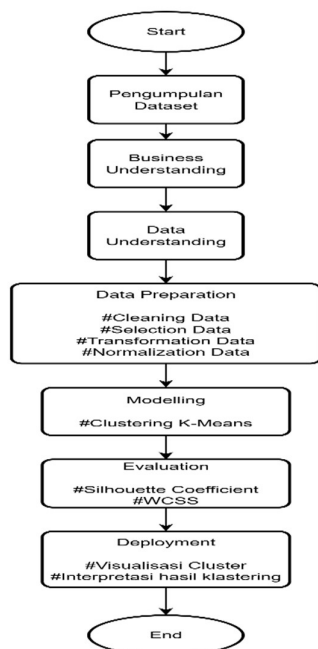 Start
Pengumpulan
Dataset
Business
Understanding
Data
Understanding
Data Preparation
#Cleaning Data
#Selection Data
#Transformation Data
#Normalization Data
Modelling
#Clustering K-Means
Evaluation
#Silhouette Coefficient
#WCSS
Deployment
#Visualisasi Cluster
#Interpretasi hasil klastering
End